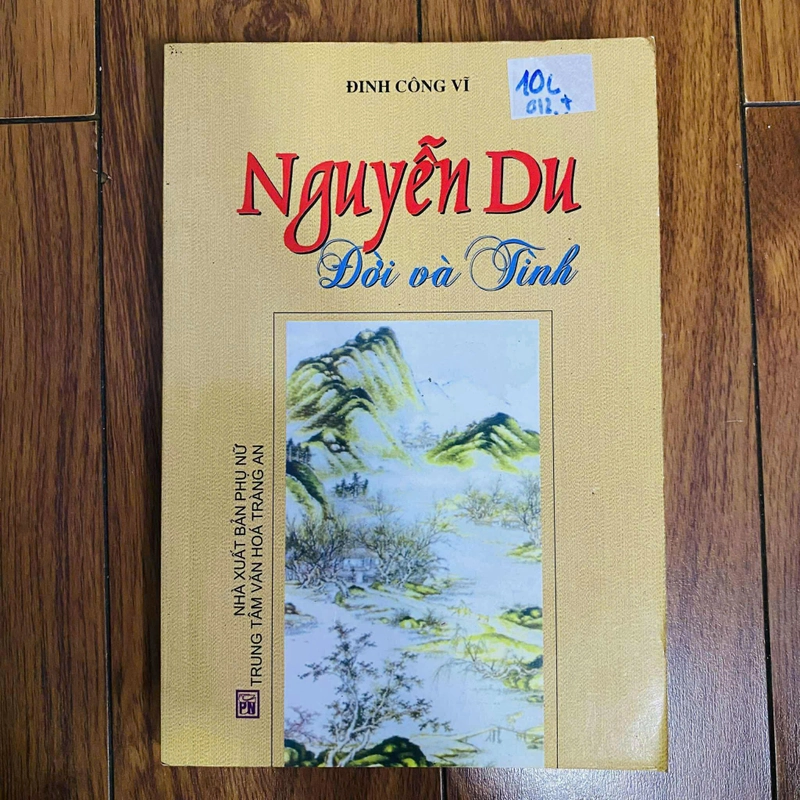 ĐINH CÔNG VĨ
10L
012.+
Nguyễn Du
Đời và Tình
NHÀ XUẤT BẢN PHỤ NỮ
TRUNG TÂM VĂN HOÁ TRÀNG AN
PN